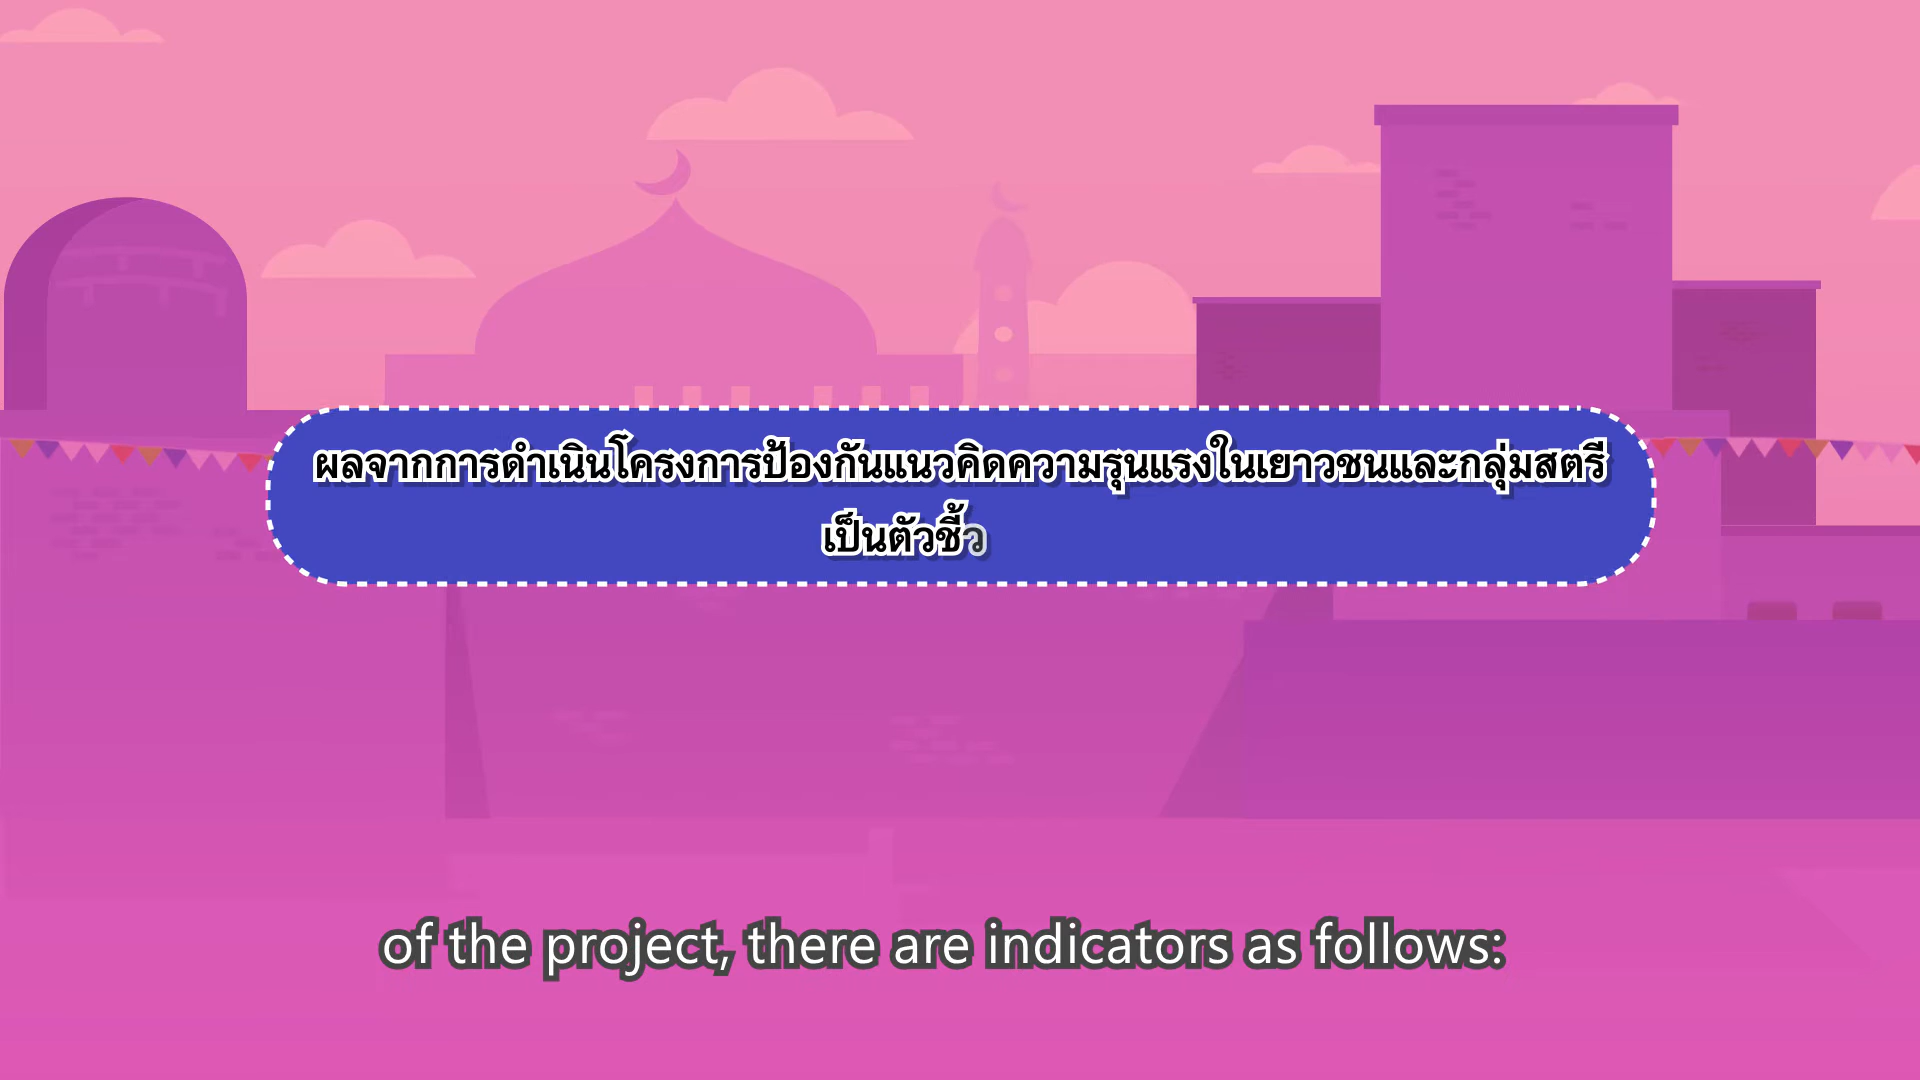 ผลจากการดำเนินโครงการป้องกันแนวคิดความรุนแรงในเยาวชนและกลุ่มสตรี
เป็นตัวชี้ว
of the project, there are indicators as follows: